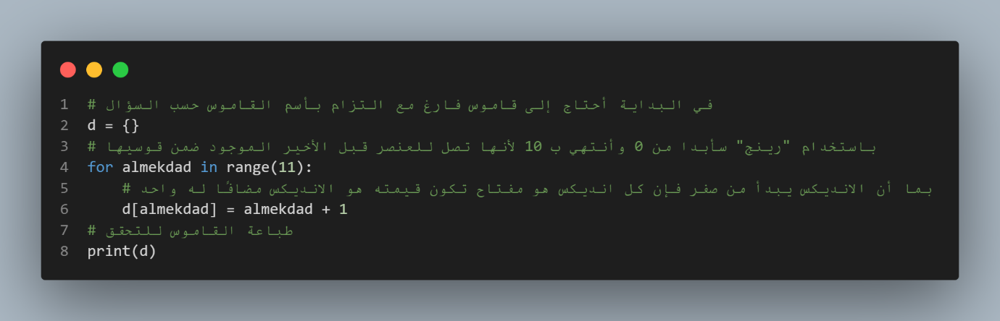 1 # في البداية أحتاج إلى قاموس فارغ مع التزام بأسم القاموس حسب السؤال
2 d = {}
3 # باستخدام "رينج" سأبدا من 0 وأنتهي ب 10 لأنها تصل للعنصر قبل الأخير الموجود ضمن قوسيها
4 for almekdad in range(11):
5 # بما أن الانديكس يبدأ من صفر فإن كل انديكس هو مفتاح تكون قيمته هو الانديكس مضافًا له واحد
6 d[almekdad] = almekdad + 1
7 # طباعة القاموس للتحقق
8 print(d)